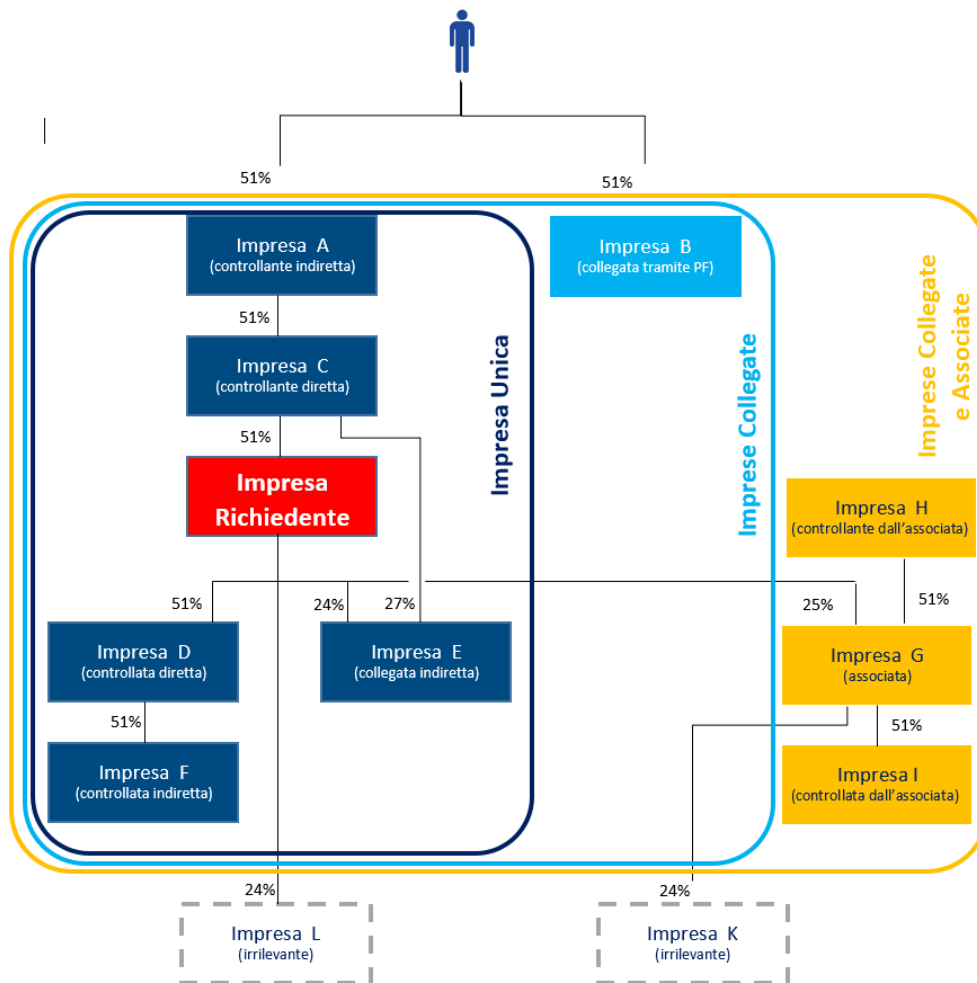 51%
51%
Impresa A
(controllante indiretta)
Impresa B
(collegata tramite PF)
51%
Impresa C
(controllante diretta)
51%
Impresa
Richiedente
Impresa Unica
Imprese Collegate
Imprese Collegate
e Associate
Impresa H
(controllante dall'associata)
51%
24%
27%
25%
51%
Impresa D
(controllata diretta)
Impresa E
(collegata indiretta)
Impresa G
(associata)
51%
51%
Impresa F
(controllata indiretta)
Impresa I
(controllata dall'associata)
24%
24%
Impresa L
(irrilevante)
Impresa K
(irrilevante)